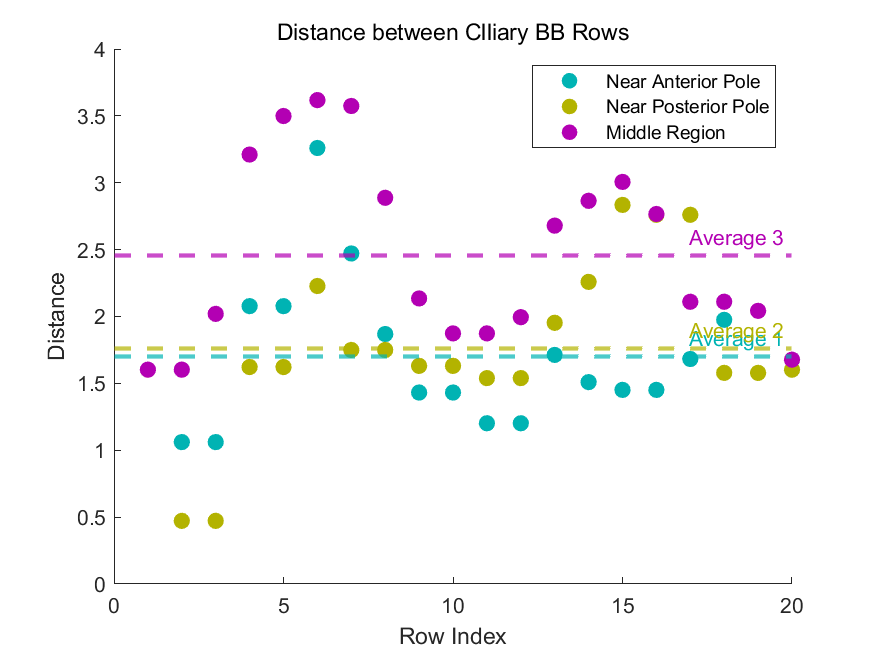 Distance between CIliary BB Rows
4
3.5
3
2.5
2
1.5
1
0.5
0
Distance
Near Anterior Pole
Near Posterior Pole
Middle Region
Average 3
Average 2
Average 1
0
5
10
15
20
Row Index